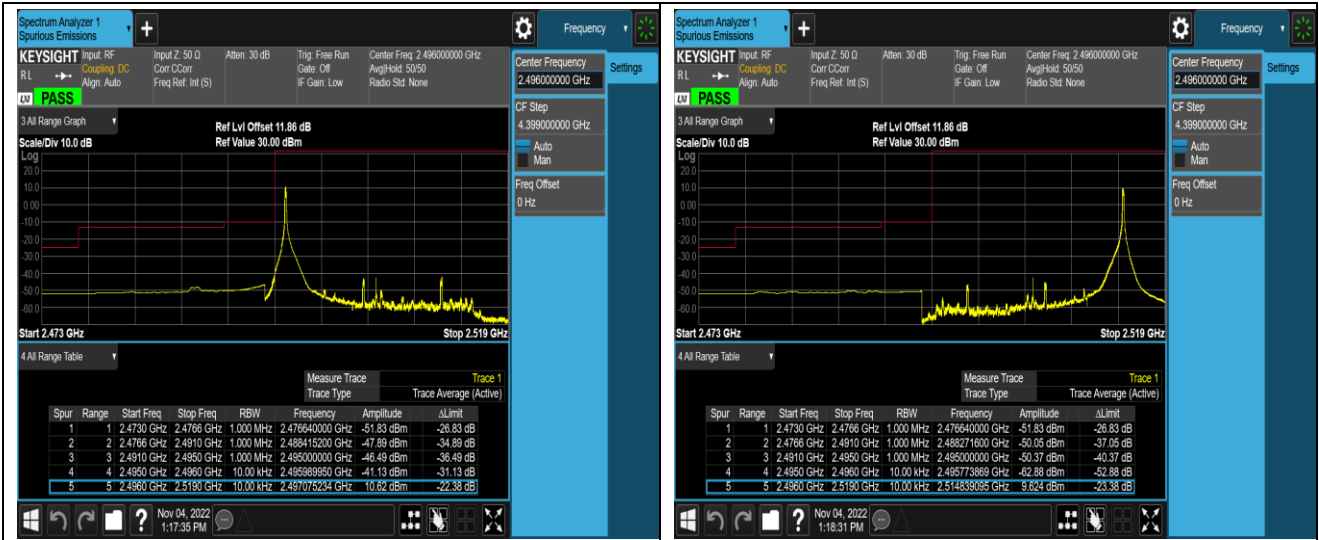 Spectrum Analyzer 1
Spurious Emissions
+
Frequency
KEYSIGHT Input: RF Input Z: 50 Ω Atten: 30 dB Trig: Free Run Center Freq: 2.496000000 GHz
Coupling: DC Corr CCorr Gate: Off Avg|Hold: 50/50
RL Align: Auto Freq Ref: Int (S) IF Gain: Low Radio Std: None
PASS
Center Frequency
2.496000000 GHz
Settings
CF Step
4.399000000 GHz
Auto
Man
Freq Offset
0 Hz
3 All Range Graph
Ref Lvl Offset 11.86 dB
Scale/Div 10.0 dB Ref Value 30.00 dBm
Log
20.0
10.0
0.00
-10.0
-20.0
-30.0
-40.0
-50.0
-60.0
Start 2.473 GHz Stop 2.519 GHz
4 All Range Table
Measure Trace Trace 1
Trace Type Trace Average (Active)
Spur Range Start Freq Stop Freq RBW Frequency Amplitude ΔLimit
1 1 2.4730 GHz 2.4766 GHz 1.000 MHz 2.476640000 GHz -51.83 dBm -26.83 dB
2 2 2.4766 GHz 2.4910 GHz 1.000 MHz 2.488415200 GHz -47.89 dBm -34.89 dB
3 3 2.4910 GHz 2.4950 GHz 1.000 MHz 2.495000000 GHz -46.49 dBm -36.49 dB
4 4 2.4950 GHz 2.4960 GHz 10.00 kHz 2.495989950 GHz -41.13 dBm -31.13 dB
5 5 2.4960 GHz 2.5190 GHz 10.00 kHz 2.497075234 GHz 10.62 dBm -22.38 dB
?
Nov 04, 2022
1:17:35 PM
Spectrum Analyzer 1
Spurious Emissions
+
Frequency
KEYSIGHT Input: RF Input Z: 50 Ω Atten: 30 dB Trig: Free Run Center Freq: 2.496000000 GHz
Coupling: DC Corr CCorr Gate: Off Avg|Hold: 50/50
RL Align: Auto Freq Ref: Int (S) IF Gain: Low Radio Std: None
PASS
Center Frequency
2.496000000 GHz
Settings
CF Step
4.399000000 GHz
Auto
Man
Freq Offset
0 Hz
3 All Range Graph
Ref Lvl Offset 11.86 dB
Scale/Div 10.0 dB Ref Value 30.00 dBm
Log
20.0
10.0
0.00
-10.0
-20.0
-30.0
-40.0
-50.0
-60.0
Start 2.473 GHz Stop 2.519 GHz
4 All Range Table
Measure Trace Trace 1
Trace Type Trace Average (Active)
Spur Range Start Freq Stop Freq RBW Frequency Amplitude ΔLimit
1 1 2.4730 GHz 2.4766 GHz 1.000 MHz 2.476640000 GHz -51.83 dBm -26.83 dB
2 2 2.4766 GHz 2.4910 GHz 1.000 MHz 2.488271600 GHz -50.05 dBm -37.05 dB
3 3 2.4910 GHz 2.4950 GHz 1.000 MHz 2.495000000 GHz -50.37 dBm -40.37 dB
4 4 2.4950 GHz 2.4960 GHz 10.00 kHz 2.495773869 GHz -62.88 dBm -52.88 dB
5 5 2.4960 GHz 2.5190 GHz 10.00 kHz 2.514839095 GHz 9.624 dBm -23.38 dB
?
Nov 04, 2022
1:18:31 PM